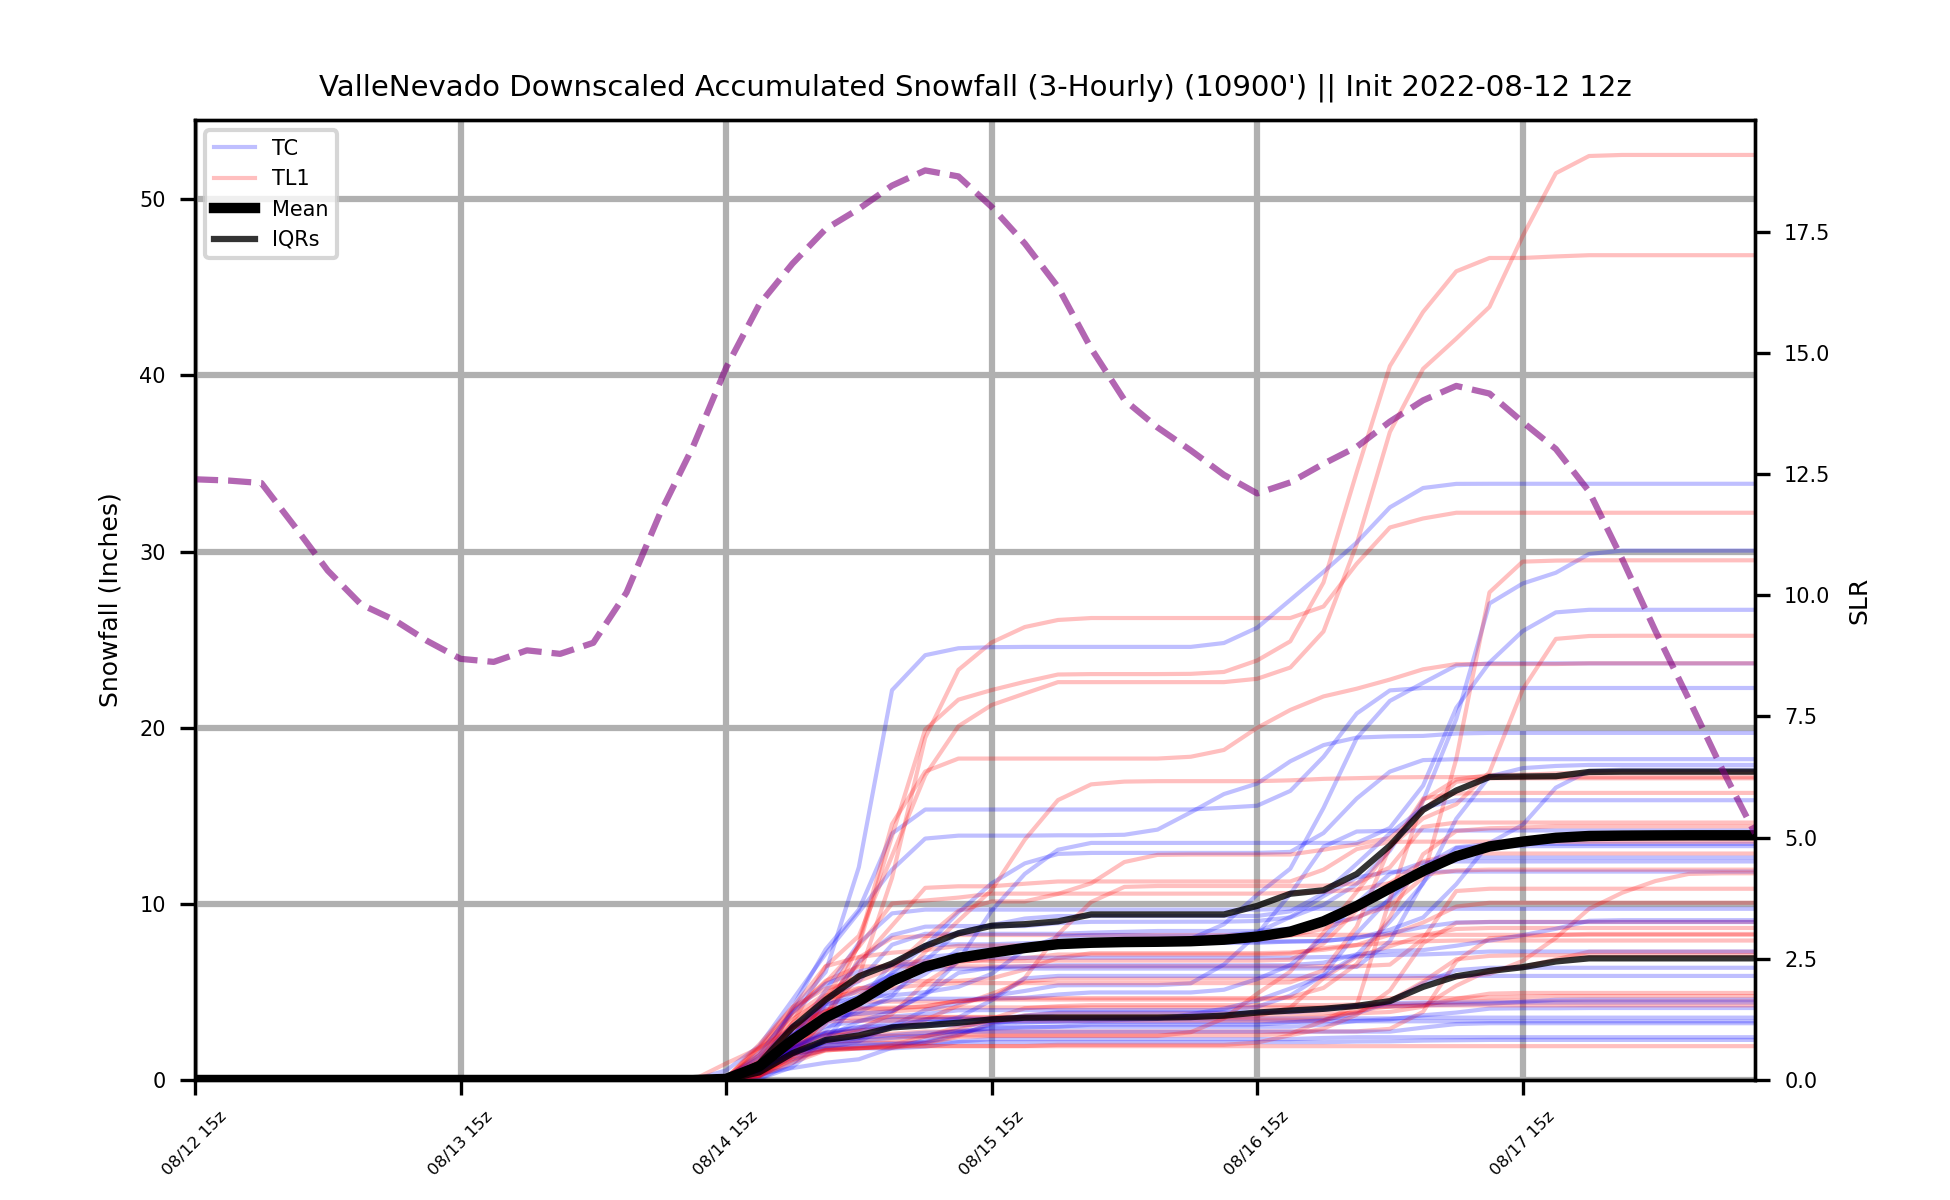 ValleNevado Downscaled Accumulated Snowfall (3-Hourly) (10900') || Init 2022-08-12 12z
TC
TL1
Mean
IQRs
Snowfall (Inches)
50
40
30
20
10
0
17.5
15.0
12.5
10.0
7.5
5.0
2.5
0.0
SLR
08/12 15z
08/13 15z
08/14 15z
08/15 15z
08/16 15z
08/17 15z